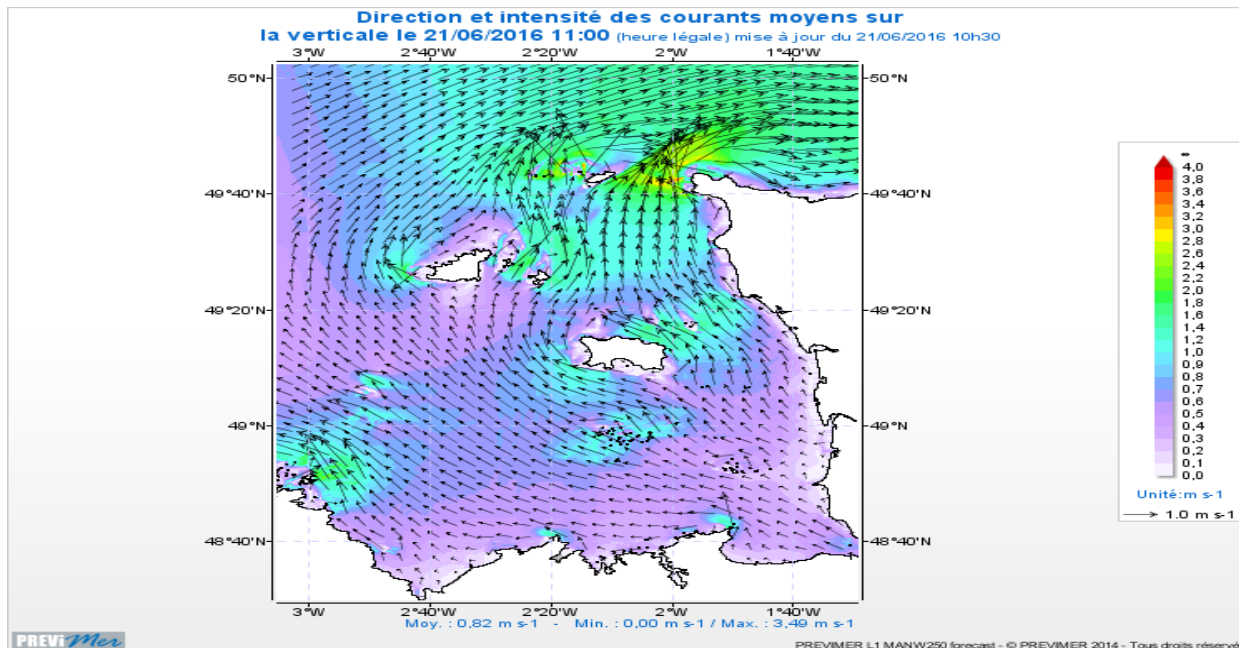 Direction et intensité des courants moyens sur
la verticale le 21/06/2016 11:00 (heure légale) mise à jour du 21/06/2016 10h30
3°W 2°40'W 2°20'W 2°W 1°40'W
50°N 50°N
49°40'N 49°40'N
49°20'N 49°20'N
49°N 49°N
48°40'N 48°40'N
3°W 2°40'W 2°20'W 2°W 1°40'W
∞
4,0
3,8
3,6
3,4
3,2
3,0
2,8
2,6
2,4
2,2
2,0
1,8
1,6
1,4
1,2
1,0
0,9
0,8
0,7
0,6
0,5
0,4
0,3
0,2
0,1
0,0
Unité:m s-1
1.0 m s-1
Moy. : 0,82 m s-1 - Min. : 0,00 m s-1 / Max. : 3,49 m s-1
PREViMer
PREVIMER L1 MANW250 forecast - © PREVIMER 2014 - Tous droits réservé